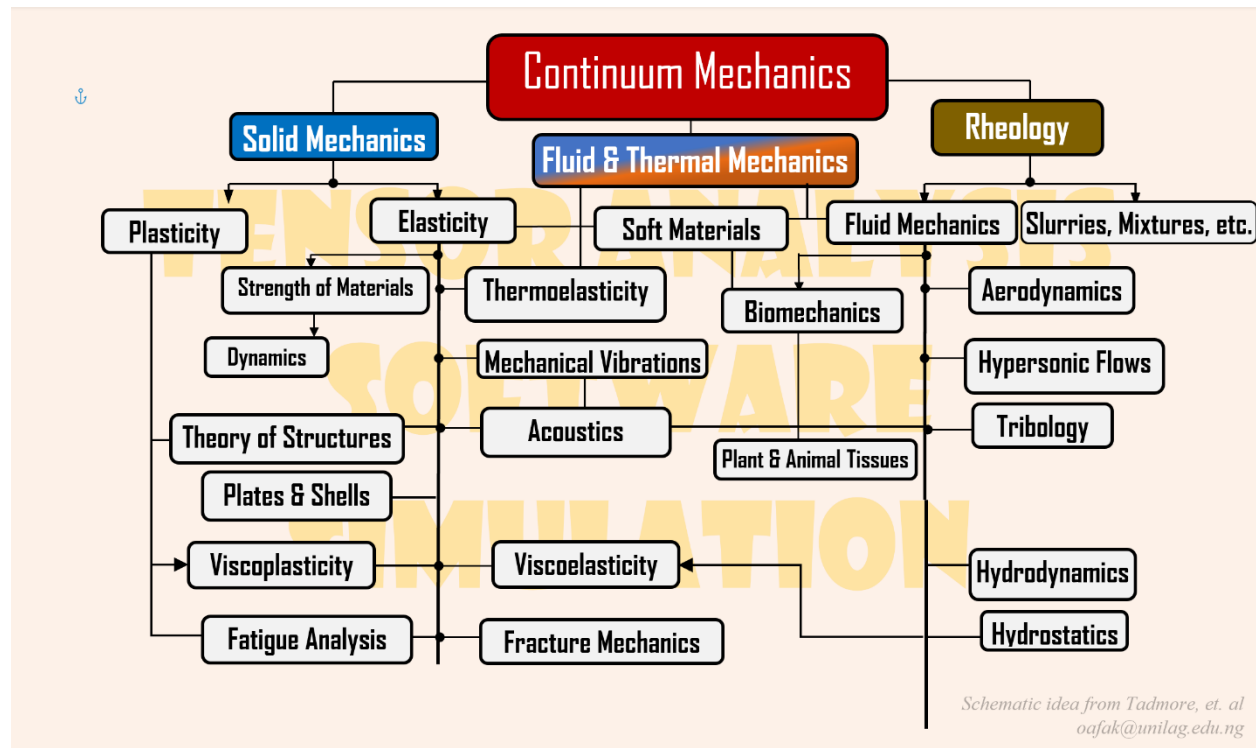 Continuum Mechanics
Solid Mechanics
Fluid & Thermal Mechanics
Rheology
Plasticity
Elasticity
Soft Materials
Fluid Mechanics
Slurries, Mixtures, etc.
Strength of Materials
Thermoelasticity
Biomechanics
Aerodynamics
Dynamics
Mechanical Vibrations
Hypersonic Flows
Theory of Structures
Acoustics
Tribology
Plant & Animal Tissues
Plates & Shells
Viscoplasticity
Viscoelasticity
Hydrodynamics
Fatigue Analysis
Fracture Mechanics
Hydrostatics
TENSOR ANALYSIS
SOFTWARE
SIMULATION
Schematic idea from Tadmore, et. al
oafak@unilag.edu.ng